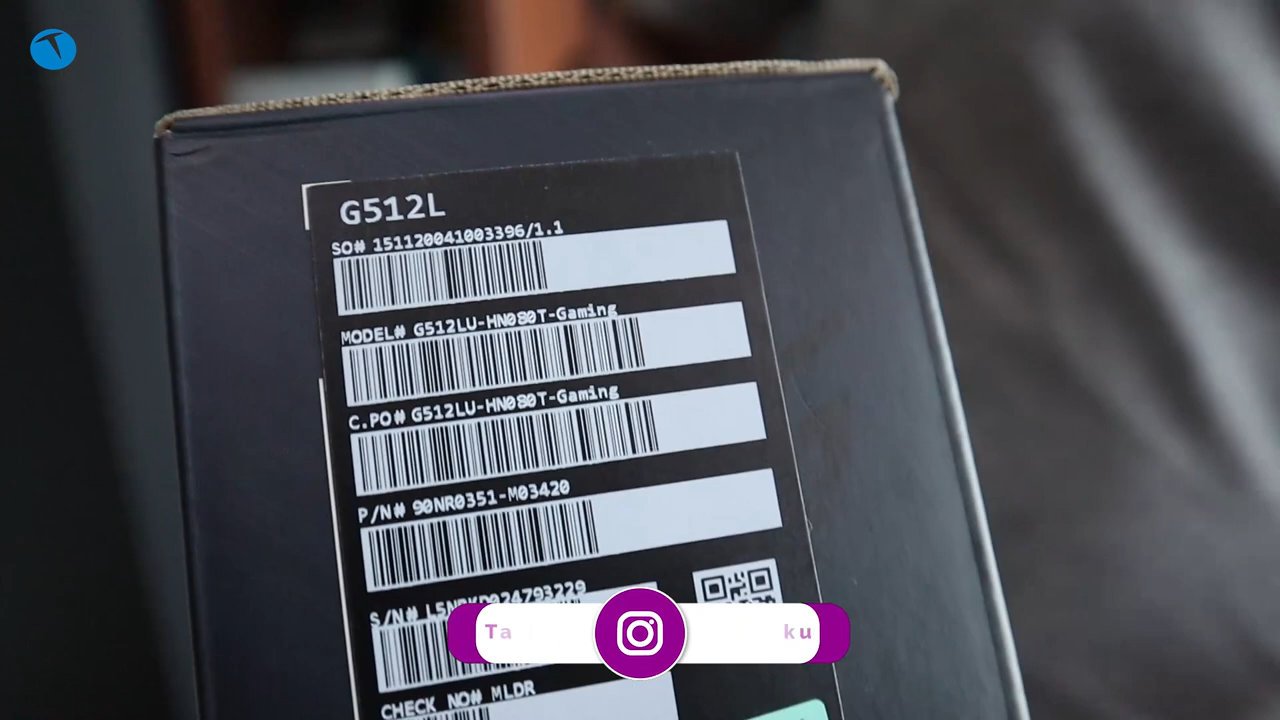 G512L
SO# 151120041003396/1.1
MODEL# G512LU-HN080T-Gaming
C.PO# G512LU-HN080T-Gaming
P/N# 90NR0351-M03420
S/N#
CHECK NO# MLDR
Ta ku